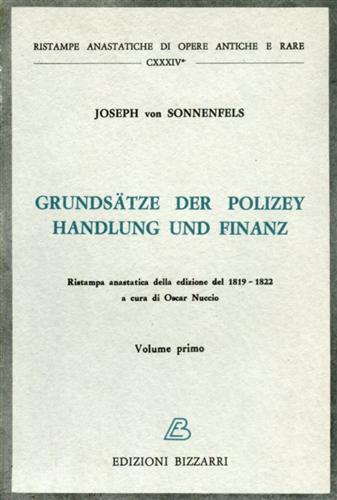 RISTAMPE ANASTATICHE DI OPERE ANTICHE E RARE
CXXXIV*
JOSEPH von SONNENFELS
GRUNDSÄTZE DER POLIZEY
HANDLUNG UND FINANZ
Ristampa anastatica della edizione del 1819 - 1822
a cura di Oscar Nuccio
Volume primo
EDIZIONI BIZZARRI